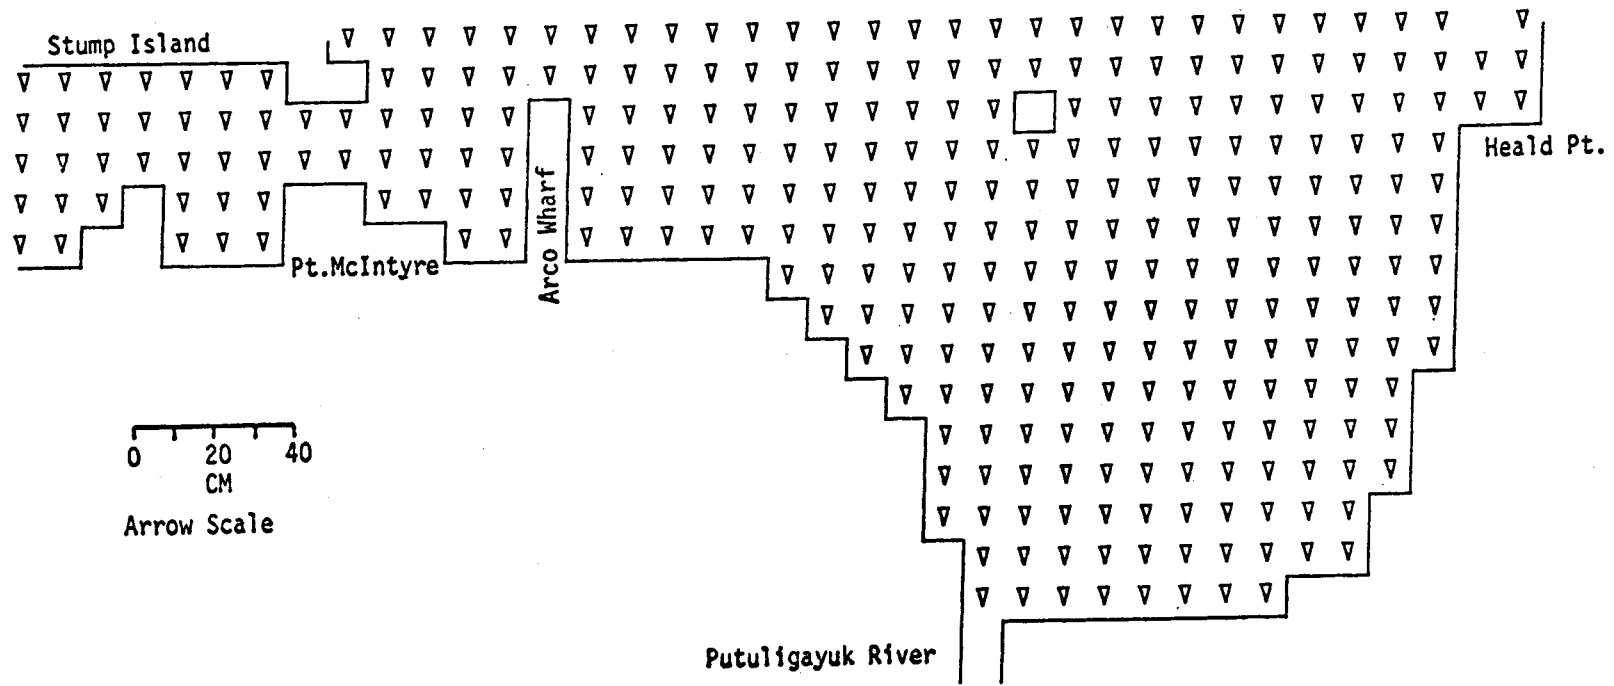 Stump Island
Heald Pt.
Arco Wharf
Pt.McIntyre
0 20 40
CM
Arrow Scale
Putuligayuk River